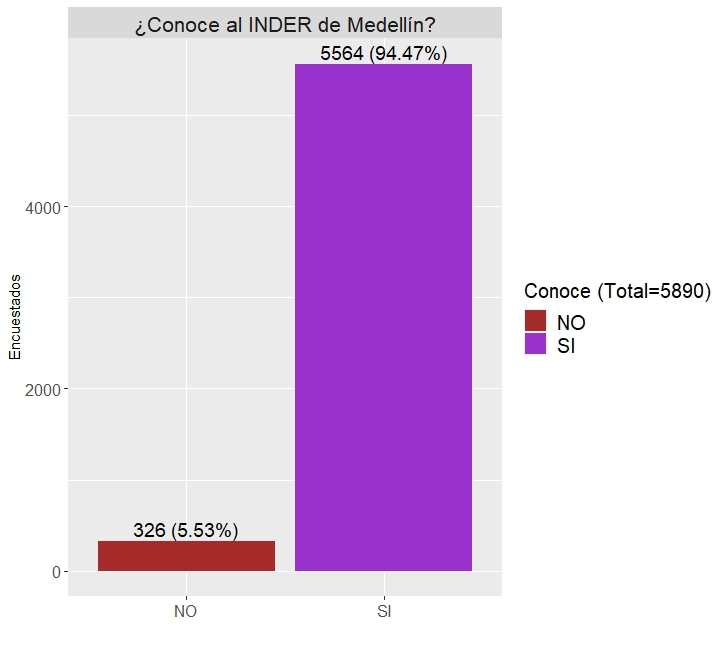 ¿Conoce al INDER de Medellín?
5564 (94.47%)
4000
2000
0
Encuestados
326 (5.53%)
NO
SI
Conoce (Total=5890)
NO
SI